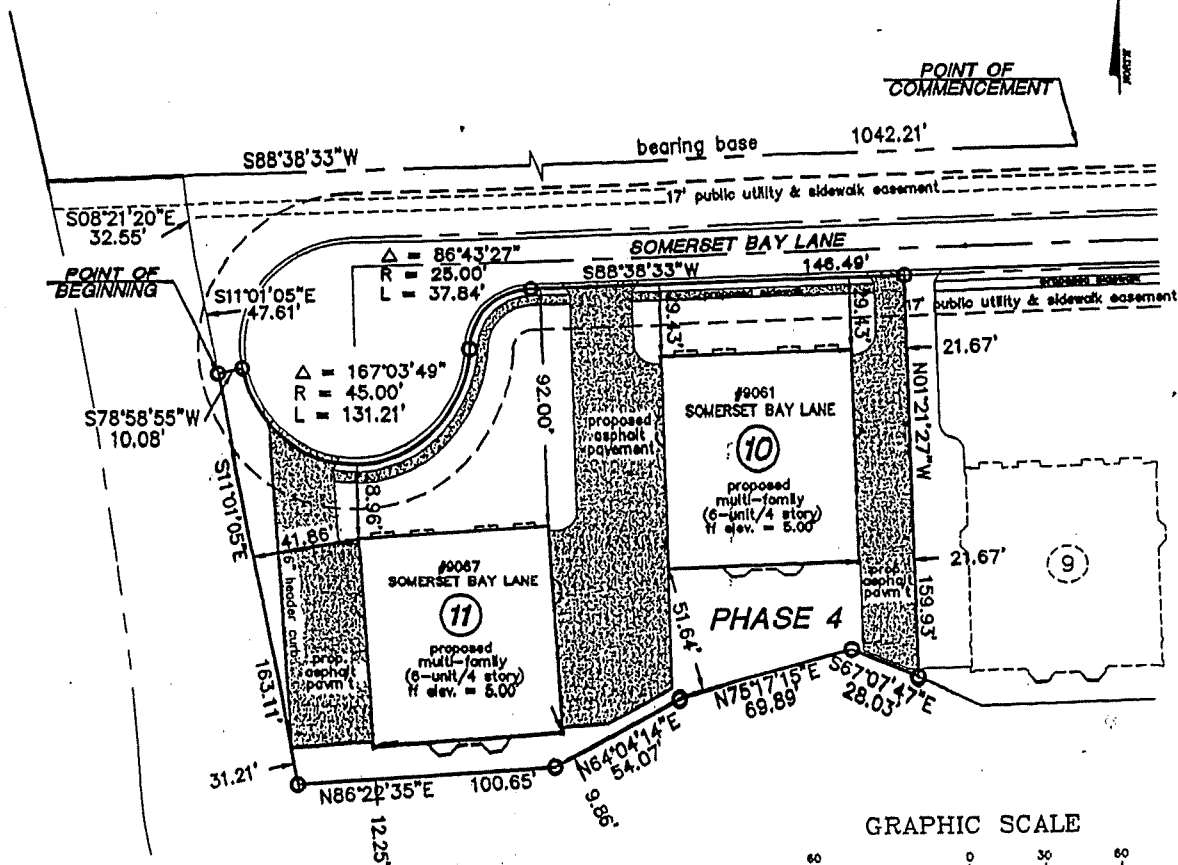 NORTH
POINT OF
COMMENCEMENT
S88°38'33"W
bearing base
1042.21'
17' public utility & sidewalk easement
S08°21'20"E
32.55'
SOMERSET BAY LANE
Δ = 86°43'27"
R = 25.00'
L = 37.84'
S88°38'33"W
146.49'
POINT OF
BEGINNING
S11°01'05"E
47.61'
proposed sidewalk
17' public utility & sidewalk easement
Δ = 167°03'49"
R = 45.00'
L = 131.21'
S78°58'55"W
10.08'
92.00'
21.67'
N01°21'27"W
159.93'
#9061
SOMERSET BAY LANE
10
proposed
multi-family
(6-unit/4 story)
ff elev. = 5.00'
proposed
asphalt
pavement
S11°01'05"E
163.11'
41.66'
6" header curb
#9067
SOMERSET BAY LANE
11
proposed
multi-family
(6-unit/4 story)
ff elev. = 5.00'
prop.
asphalt
pavm't
21.67'
prop.
asphalt
pavm't
9
51.64'
PHASE 4
N75°17'15"E
69.89'
S67°07'47"E
28.03'
N64°04'14"E
54.07'
31.21'
N86°22'35"E
100.65'
9.86'
12.25'
GRAPHIC SCALE
60
0
30
60